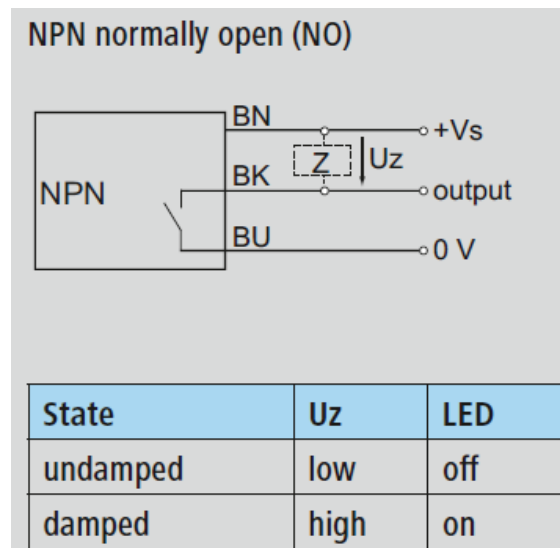 NPN normally open (NO)
BN
+Vs
Z
Uz
NPN
BK
output
BU
0 V
State Uz LED
undamped low off
damped high on